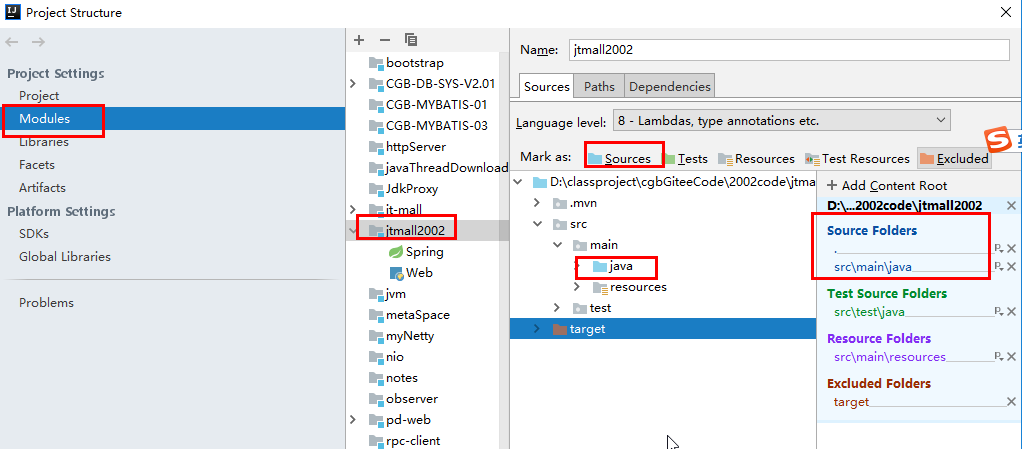 Project Structure
Project Settings
Project
Modules
Libraries
Facets
Artifacts
Platform Settings
SDKs
Global Libraries
Problems
bootstrap
CGB-DB-SYS-V2.01
CGB-MYBATIS-01
CGB-MYBATIS-03
httpServer
javaThreadDownload
JdkProxy
jt-mall
jtmall2002
Spring
Web
jvm
metaSpace
myNetty
nio
notes
observer
pd-web
rpc-client
Name: jtmall2002
Sources Paths Dependencies
Language level: 8 - Lambdas, type annotations etc.
Mark as: Sources Tests Resources Test Resources Excluded
D:\classproject\cgbGiteeCode\2002code\jtma
.mvn
src
main
java
resources
test
target
+ Add Content Root
D:\...2002code\jtmall2002
Source Folders
.
src\main\java
Test Source Folders
src\test\java
Resource Folders
src\main\resources
Excluded Folders
target